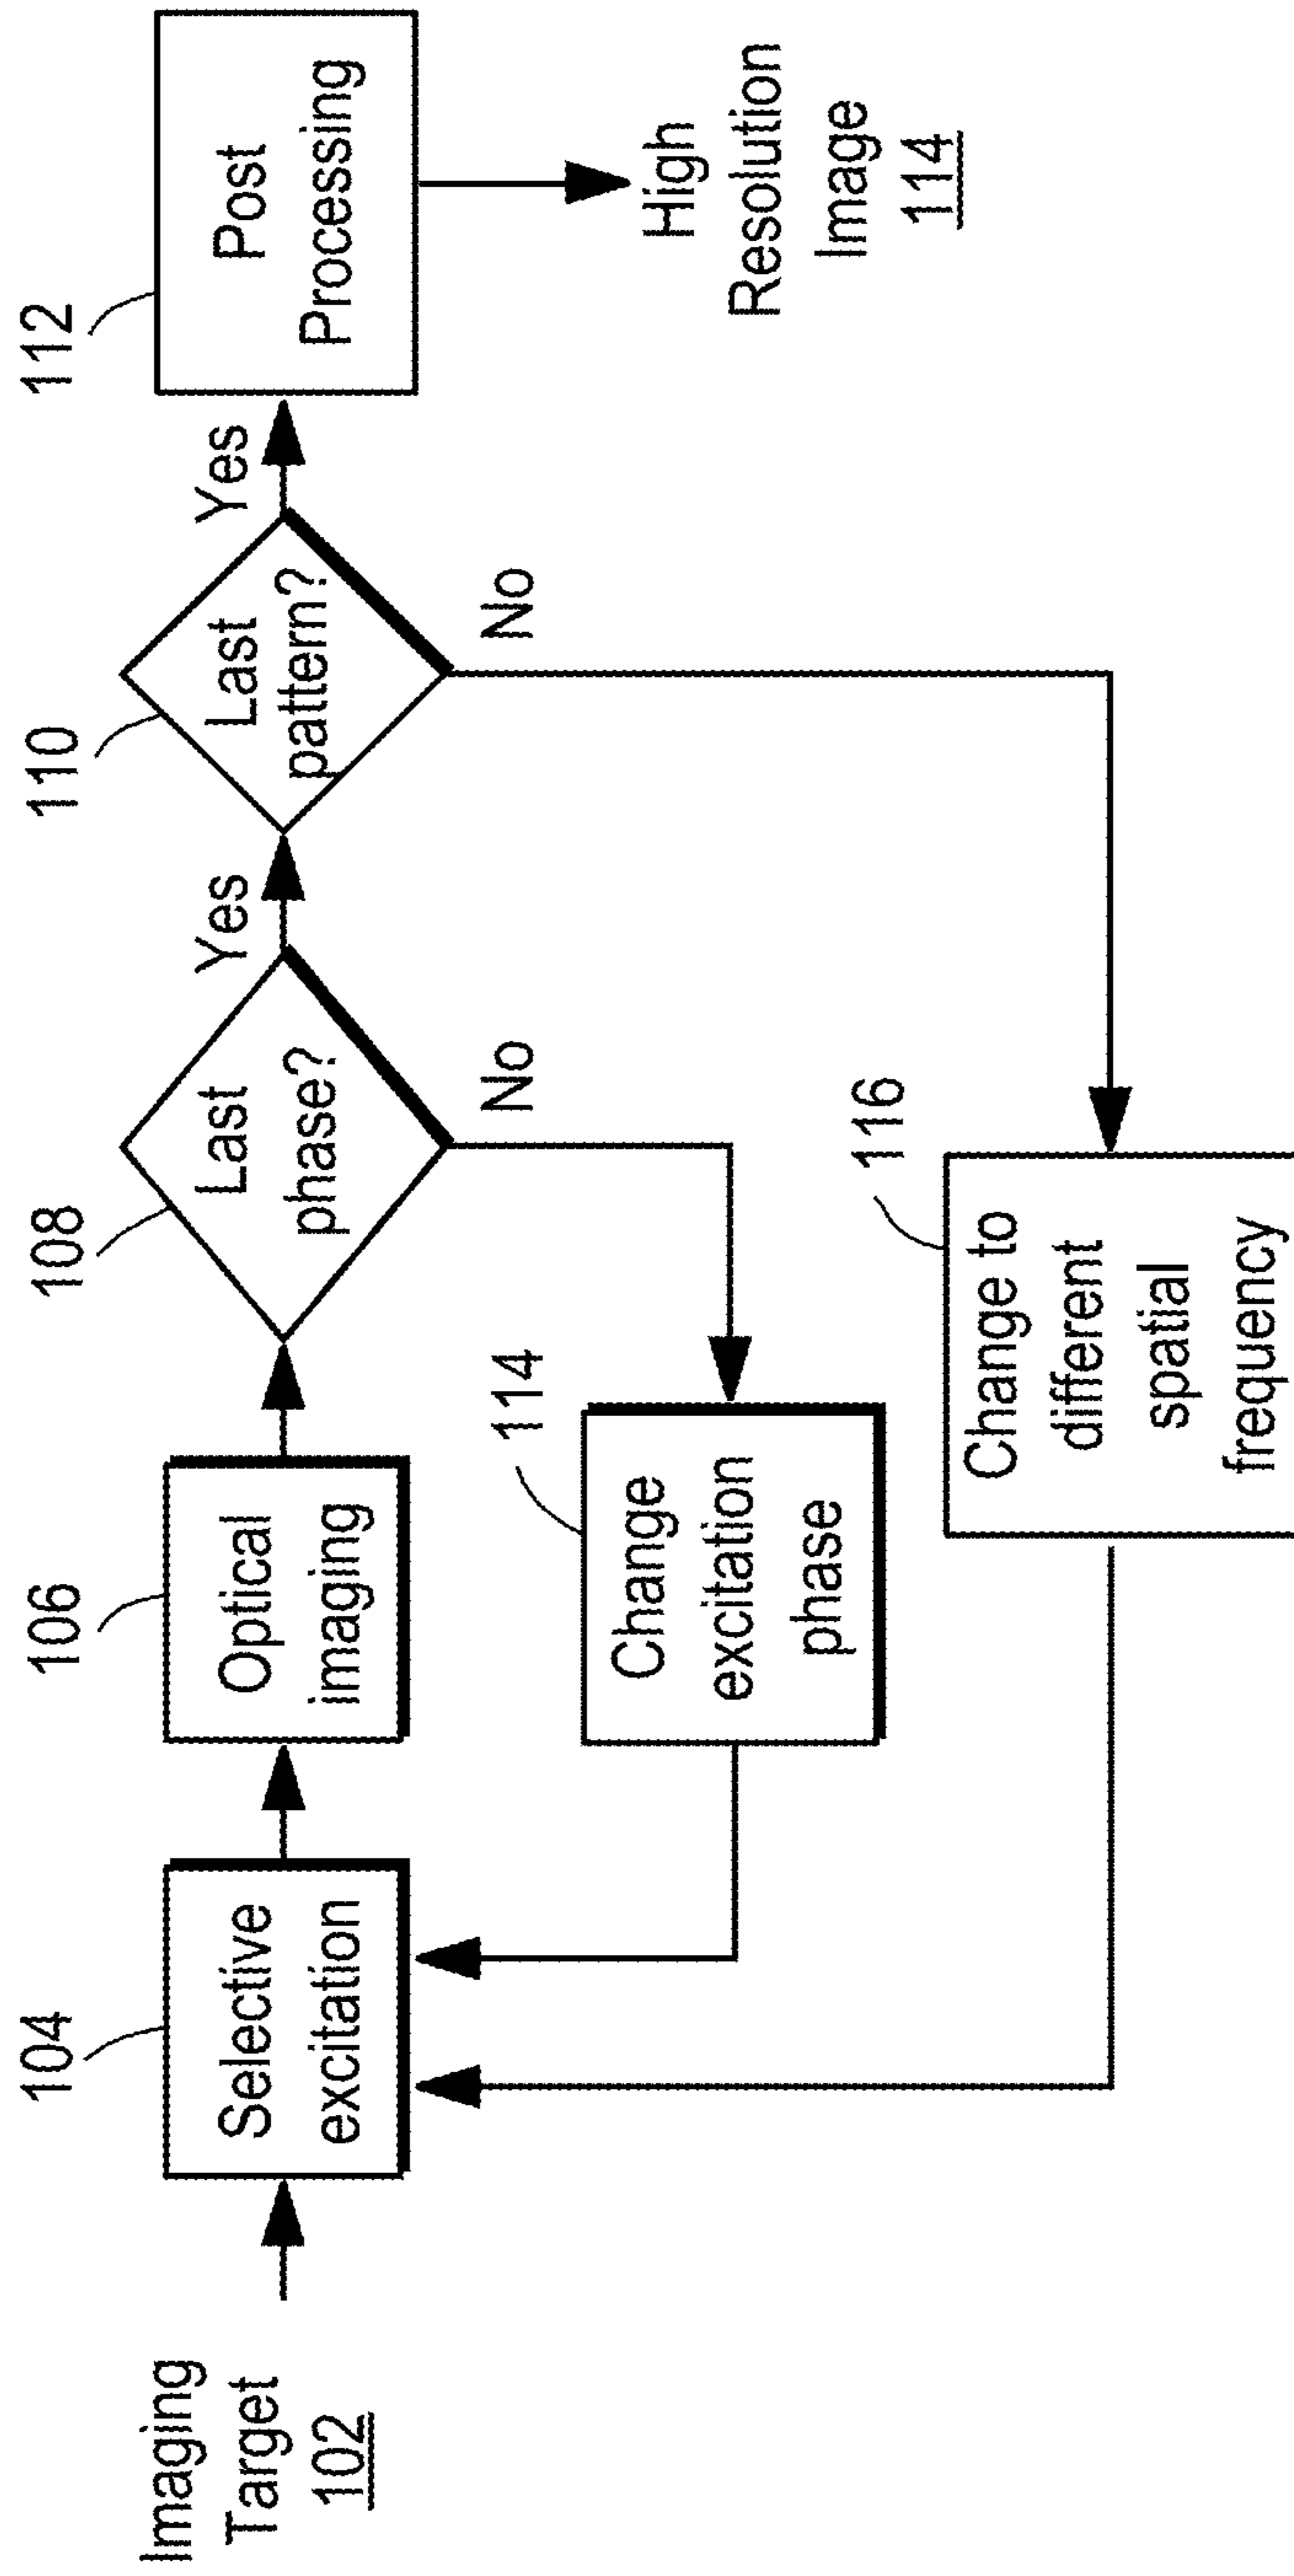 Imaging
Target
102
104
Selective
excitation
106
Optical
imaging
108
Last
phase?
Yes
No
110
Last
pattern?
Yes
No
112
Post
Processing
High
Resolution
Image
114
114
Change
excitation
phase
116
Change to
different
spatial
frequency